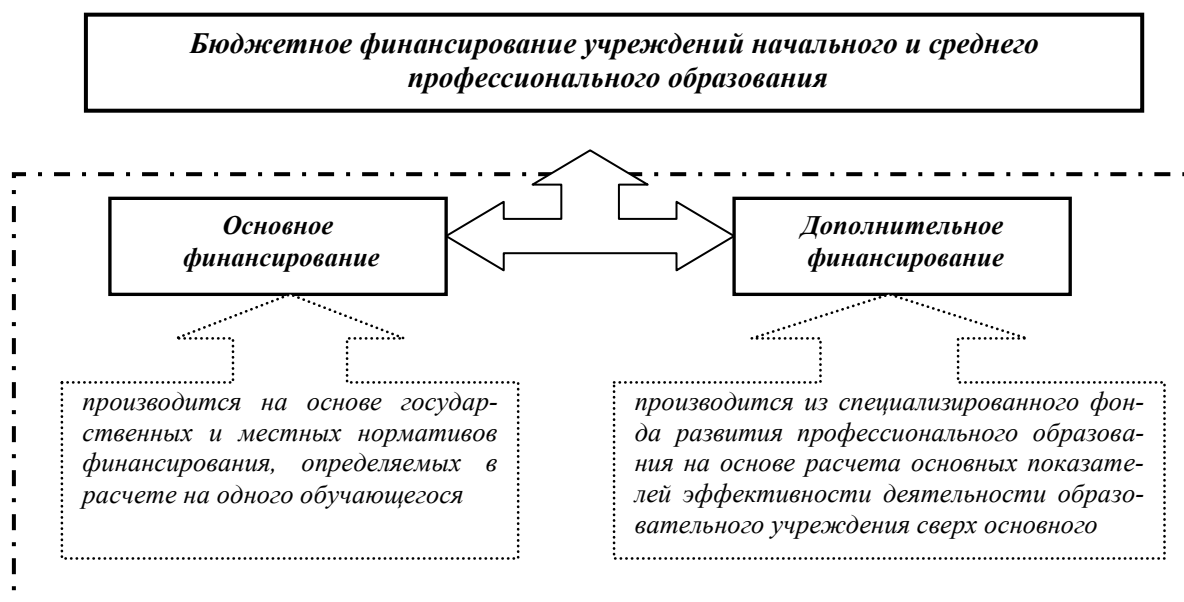 Бюджетное финансирование учреждений начального и среднего
профессионального образования
Основное
финансирование
Дополнительное
финансирование
производится на основе государ-
ственных и местных нормативов
финансирования, определяемых в
расчете на одного обучающегося
производится из специализированного фон-
да развития профессионального образова-
ния на основе расчета основных показате-
лей эффективности деятельности образо-
вательного учреждения сверх основного